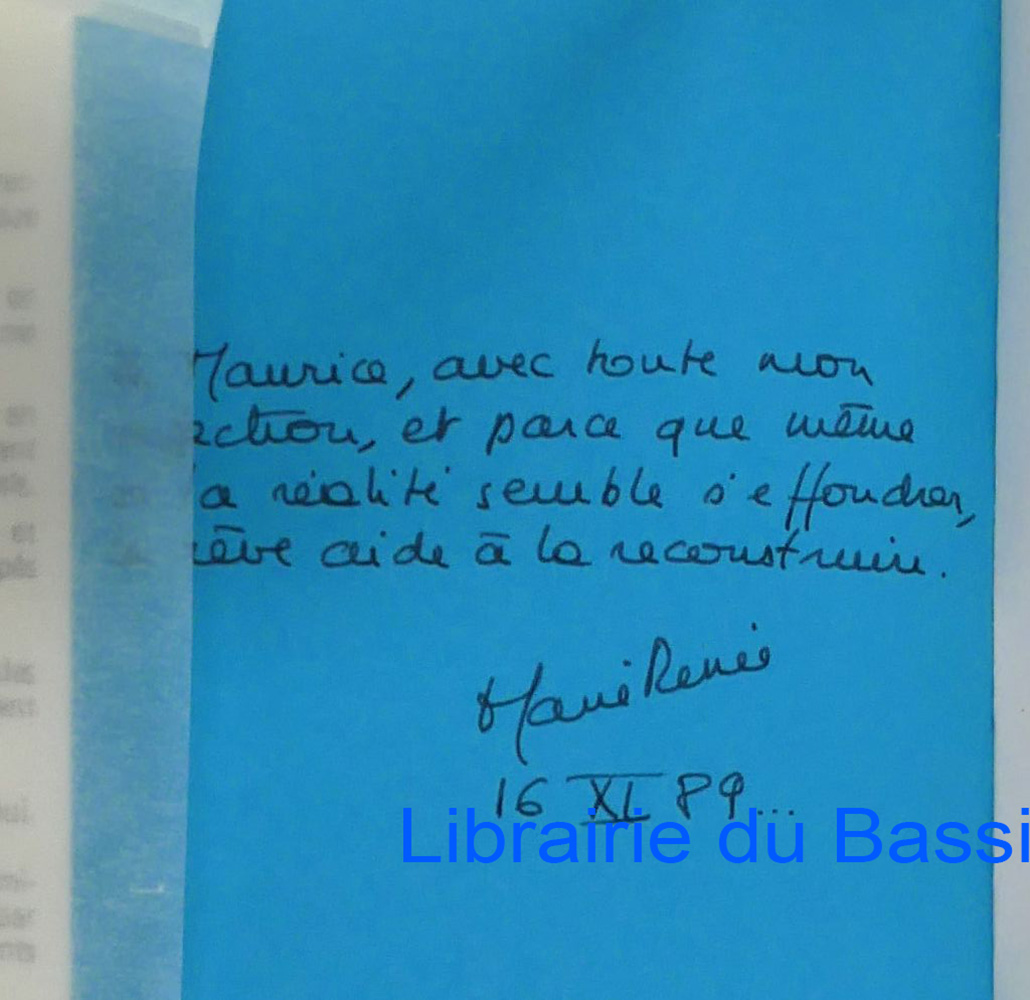 Maurice, avec toute mon
ection, et parce que même
la réalité semble s'effondrer,
rêve aide à la reconstruire.
Marie Renée
16 XI 89...
Librairie du Bassi